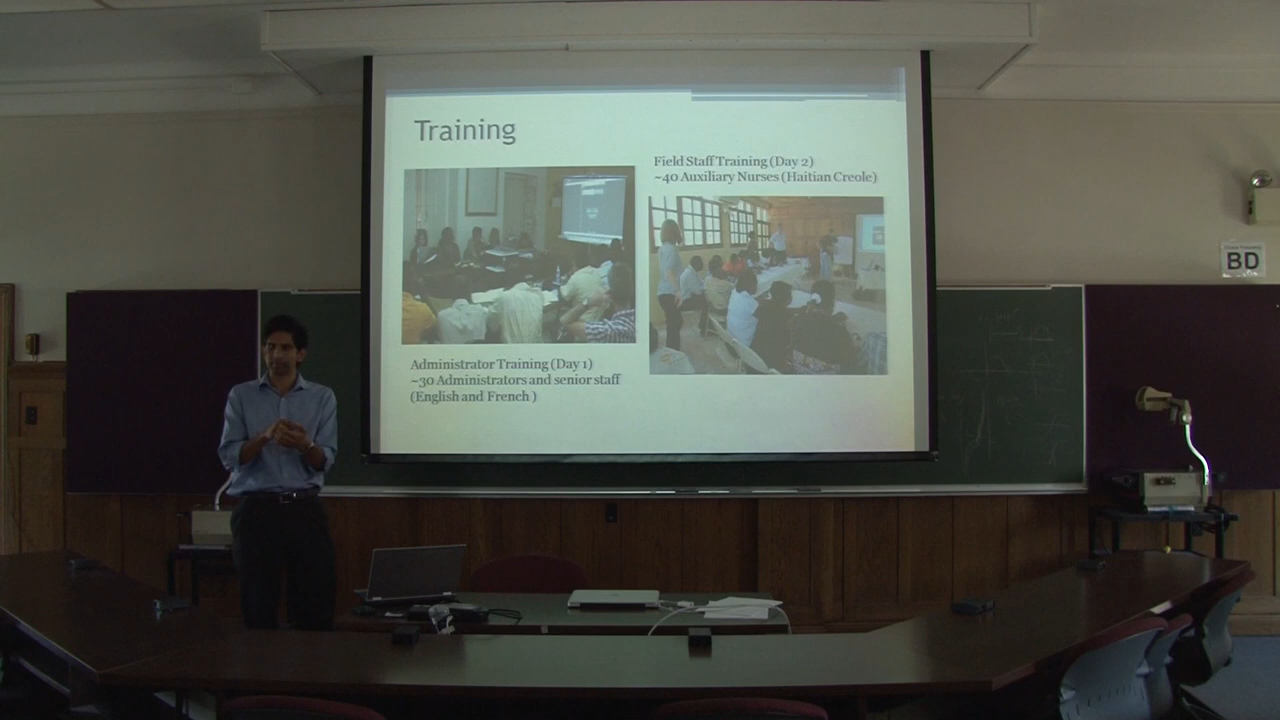 Training
Field Staff Training (Day 2)
~40 Auxiliary Nurses (Haitian Creole)
Administrator Training (Day 1)
~30 Administrators and senior staff
(English and French )
BD